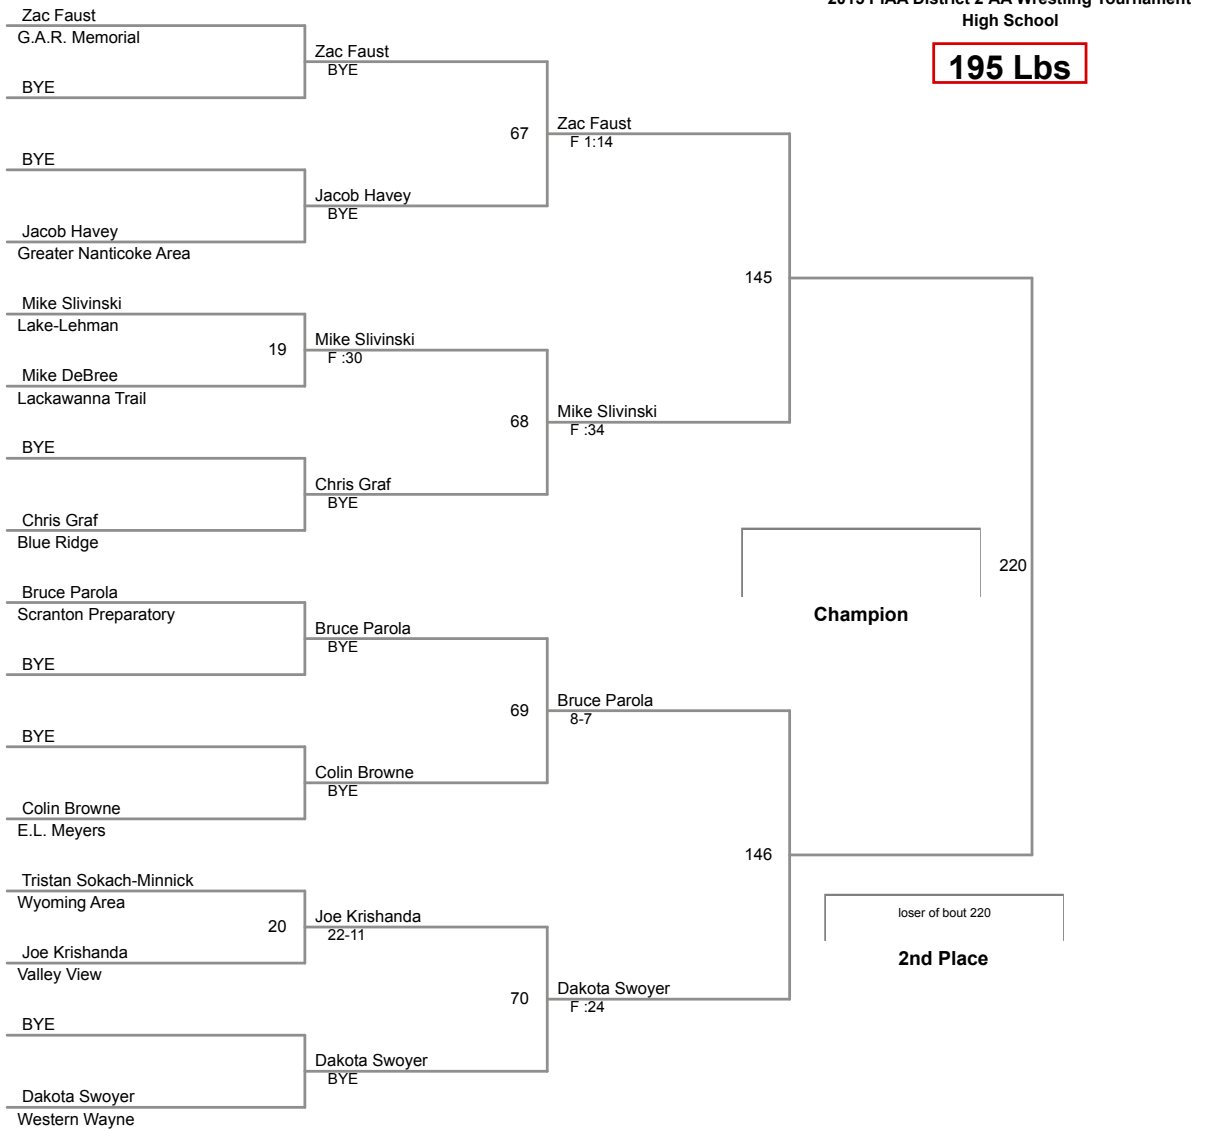 2015 PIAA District 2 AA Wrestling Tournament
High School
195 Lbs
Zac Faust
G.A.R. Memorial
BYE
BYE
Jacob Havey
Greater Nanticoke Area
Mike Slivinski
Lake-Lehman
19
Mike DeBree
Lackawanna Trail
BYE
Chris Graf
Blue Ridge
Bruce Parola
Scranton Preparatory
BYE
BYE
Colin Browne
E.L. Meyers
Tristan Sokach-Minnick
Wyoming Area
20
Joe Krishanda
Valley View
BYE
Dakota Swoyer
Western Wayne
Zac Faust
BYE
67
Jacob Havey
BYE
Mike Slivinski
F :30
68
Chris Graf
BYE
Bruce Parola
BYE
69
Colin Browne
BYE
Joe Krishanda
22-11
70
Dakota Swoyer
BYE
Zac Faust
F 1:14
145
Mike Slivinski
F :34
Bruce Parola
8-7
146
Dakota Swoyer
F :24
220
Champion
loser of bout 220
2nd Place